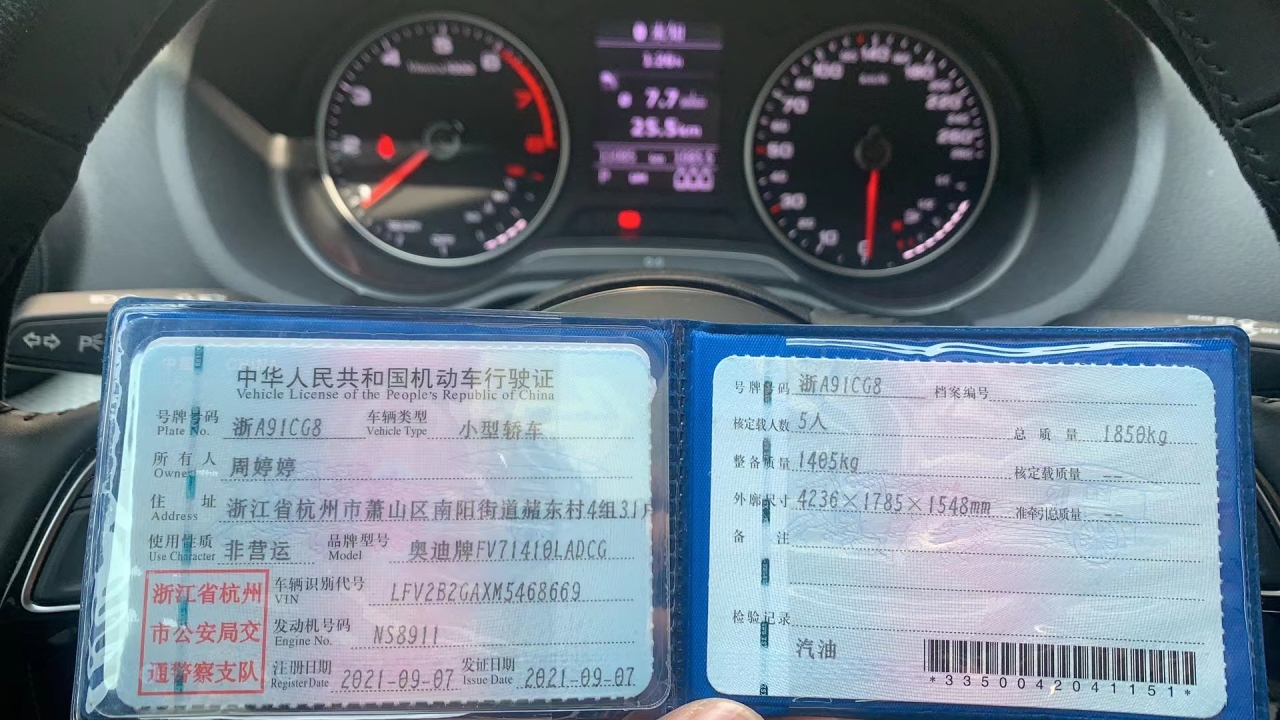 7.7
25.5km
中华人民共和国机动车行驶证
Vehicle License of the People's Republic of China
号牌号码 浙A91CG8 车辆类型 小型轿车
Plate No. Vehicle Type
所有人 周婷婷
Owner
住址 浙江省杭州市萧山区南阳街道赭东村4组31户
Address
使用性质 非营运 品牌型号 奥迪牌FV7141LADCG
Use Character Model
浙江省杭州
市公安局交
通警察支队
车辆识别代号 LFV2B2GAXM5468669
VIN
发动机号码 NS8911
Engine No.
注册日期 2021-09-07 发证日期 2021-09-07
Register Date Issue Date
号牌号码 浙A91CG8 档案编号
核定载人数 5人 总质量 1850kg
整备质量 1405kg 核定载质量 --
外廓尺寸 4236×1785×1548mm 准牵引总质量 --
备注
检验记录
汽油
*3350042041151*